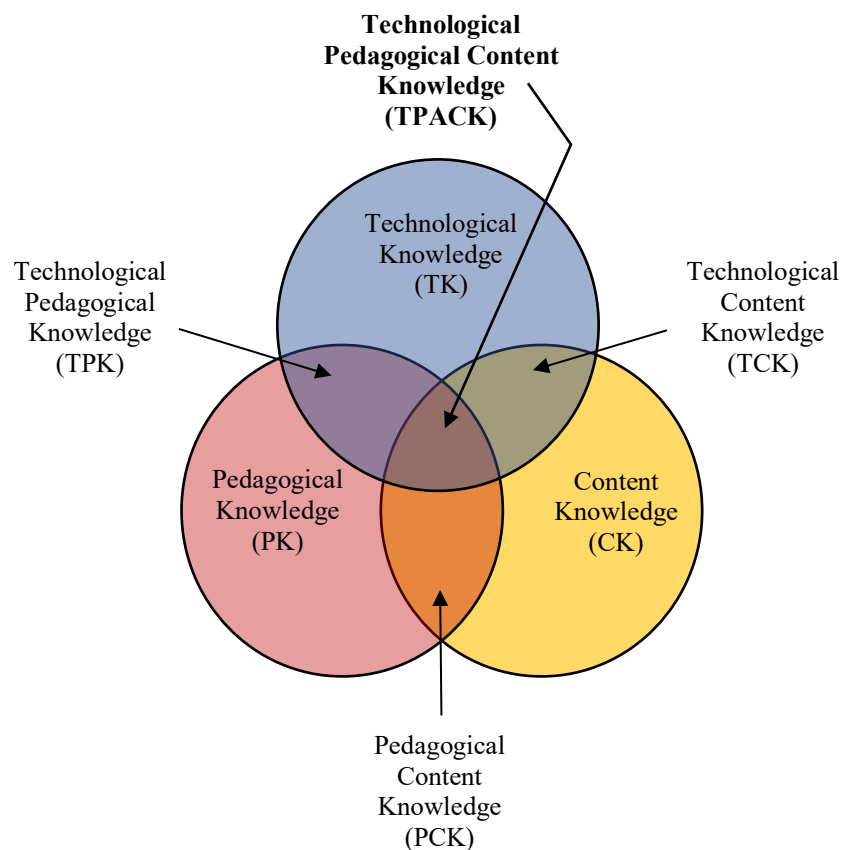 Technological
Pedagogical Content
Knowledge
(TPACK)
Technological
Knowledge
(TK)
Technological
Pedagogical
Knowledge
(TPK)
Technological
Content
Knowledge
(TCK)
Pedagogical
Knowledge
(PK)
Content
Knowledge
(CK)
Pedagogical
Content
Knowledge
(PCK)